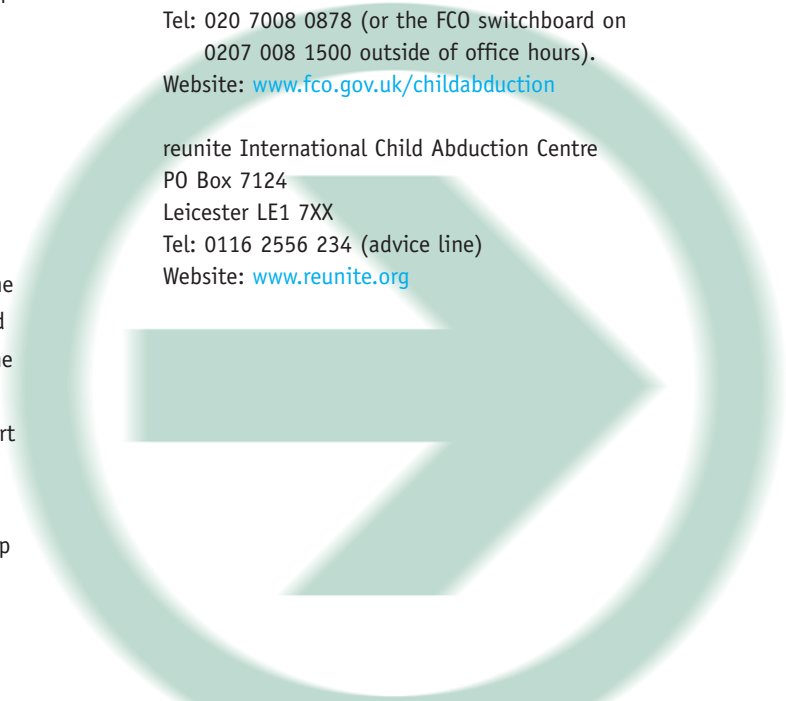 Tel: 020 7008 0878 (or the FCO switchboard on
0207 008 1500 outside of office hours).
Website: www.fco.gov.uk/childabduction
reunite International Child Abduction Centre
PO Box 7124
Leicester LE1 7XX
Tel: 0116 2556 234 (advice line)
Website: www.reunite.org